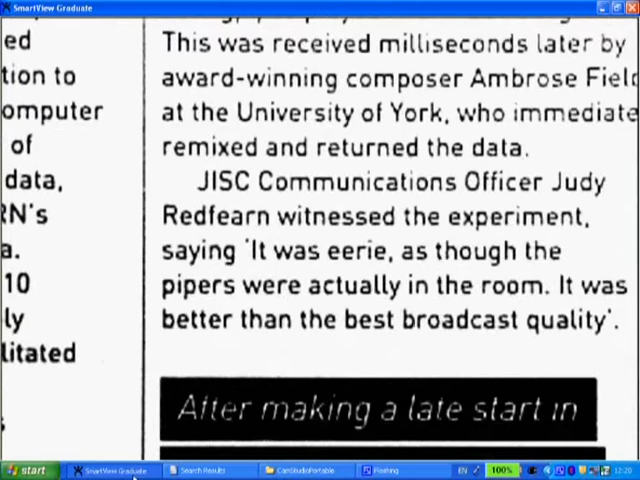 SmartView Graduate
This was received milliseconds later by
award-winning composer Ambrose Field
at the University of York, who immediate
remixed and returned the data.
JISC Communications Officer Judy
Redfearn witnessed the experiment,
saying 'It was eerie, as though the
pipers were actually in the room. It was
better than the best broadcast quality'.
After making a late start in
ed
tion to
omputer
of
data,
RN's
a.
10
ly
litated
s
start
SmartView Graduate
Search Results
CamStudioPortable
Flashing
EN
100%
12:20